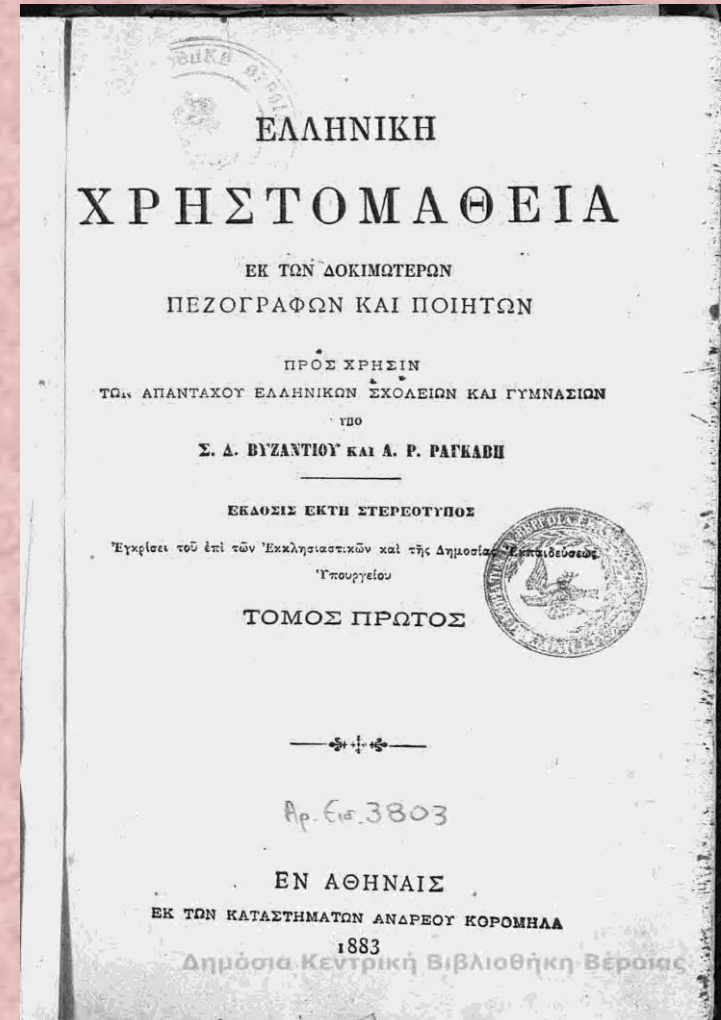 ΕΛΛΗΝΙΚΗ
ΧΡΗΣΤΟΜΑΘΕΙΑ
ΕΚ ΤΩΝ ΔΟΚΙΜΩΤΕΡΩΝ
ΠΕΖΟΓΡΑΦΩΝ ΚΑΙ ΠΟΙΗΤΩΝ
ΠΡΟΣ ΧΡΗΣΙΝ
ΤΩΝ ΑΠΑΝΤΑΧΟΥ ΕΛΛΗΝΙΚΩΝ ΣΧΟΛΕΙΩΝ ΚΑΙ ΓΥΜΝΑΣΙΩΝ
ΥΠΟ
Σ. Δ. ΒΥΖΑΝΤΙΟΥ ΚΑΙ Α. Ρ. ΡΑΓΚΑΒΗ
ΕΚΔΟΣΙΣ ΕΚΤΗ ΣΤΕΡΕΟΤΥΠΟΣ
Ἐγκρίσει τοῦ ἐπὶ τῶν Ἐκκλησιαστικῶν καὶ τῆς Δημοσίας Ἐκπαιδεύσεως
Ὑπουργείου
ΤΟΜΟΣ ΠΡΩΤΟΣ
Αρ. Εισ. 3803
ΕΝ ΑΘΗΝΑΙΣ
ΕΚ ΤΩΝ ΚΑΤΑΣΤΗΜΑΤΩΝ ΑΝΔΡΕΟΥ ΚΟΡΟΜΗΛΑ
1883
Δημόσια Κεντρική Βιβλιοθήκη Βέροιας